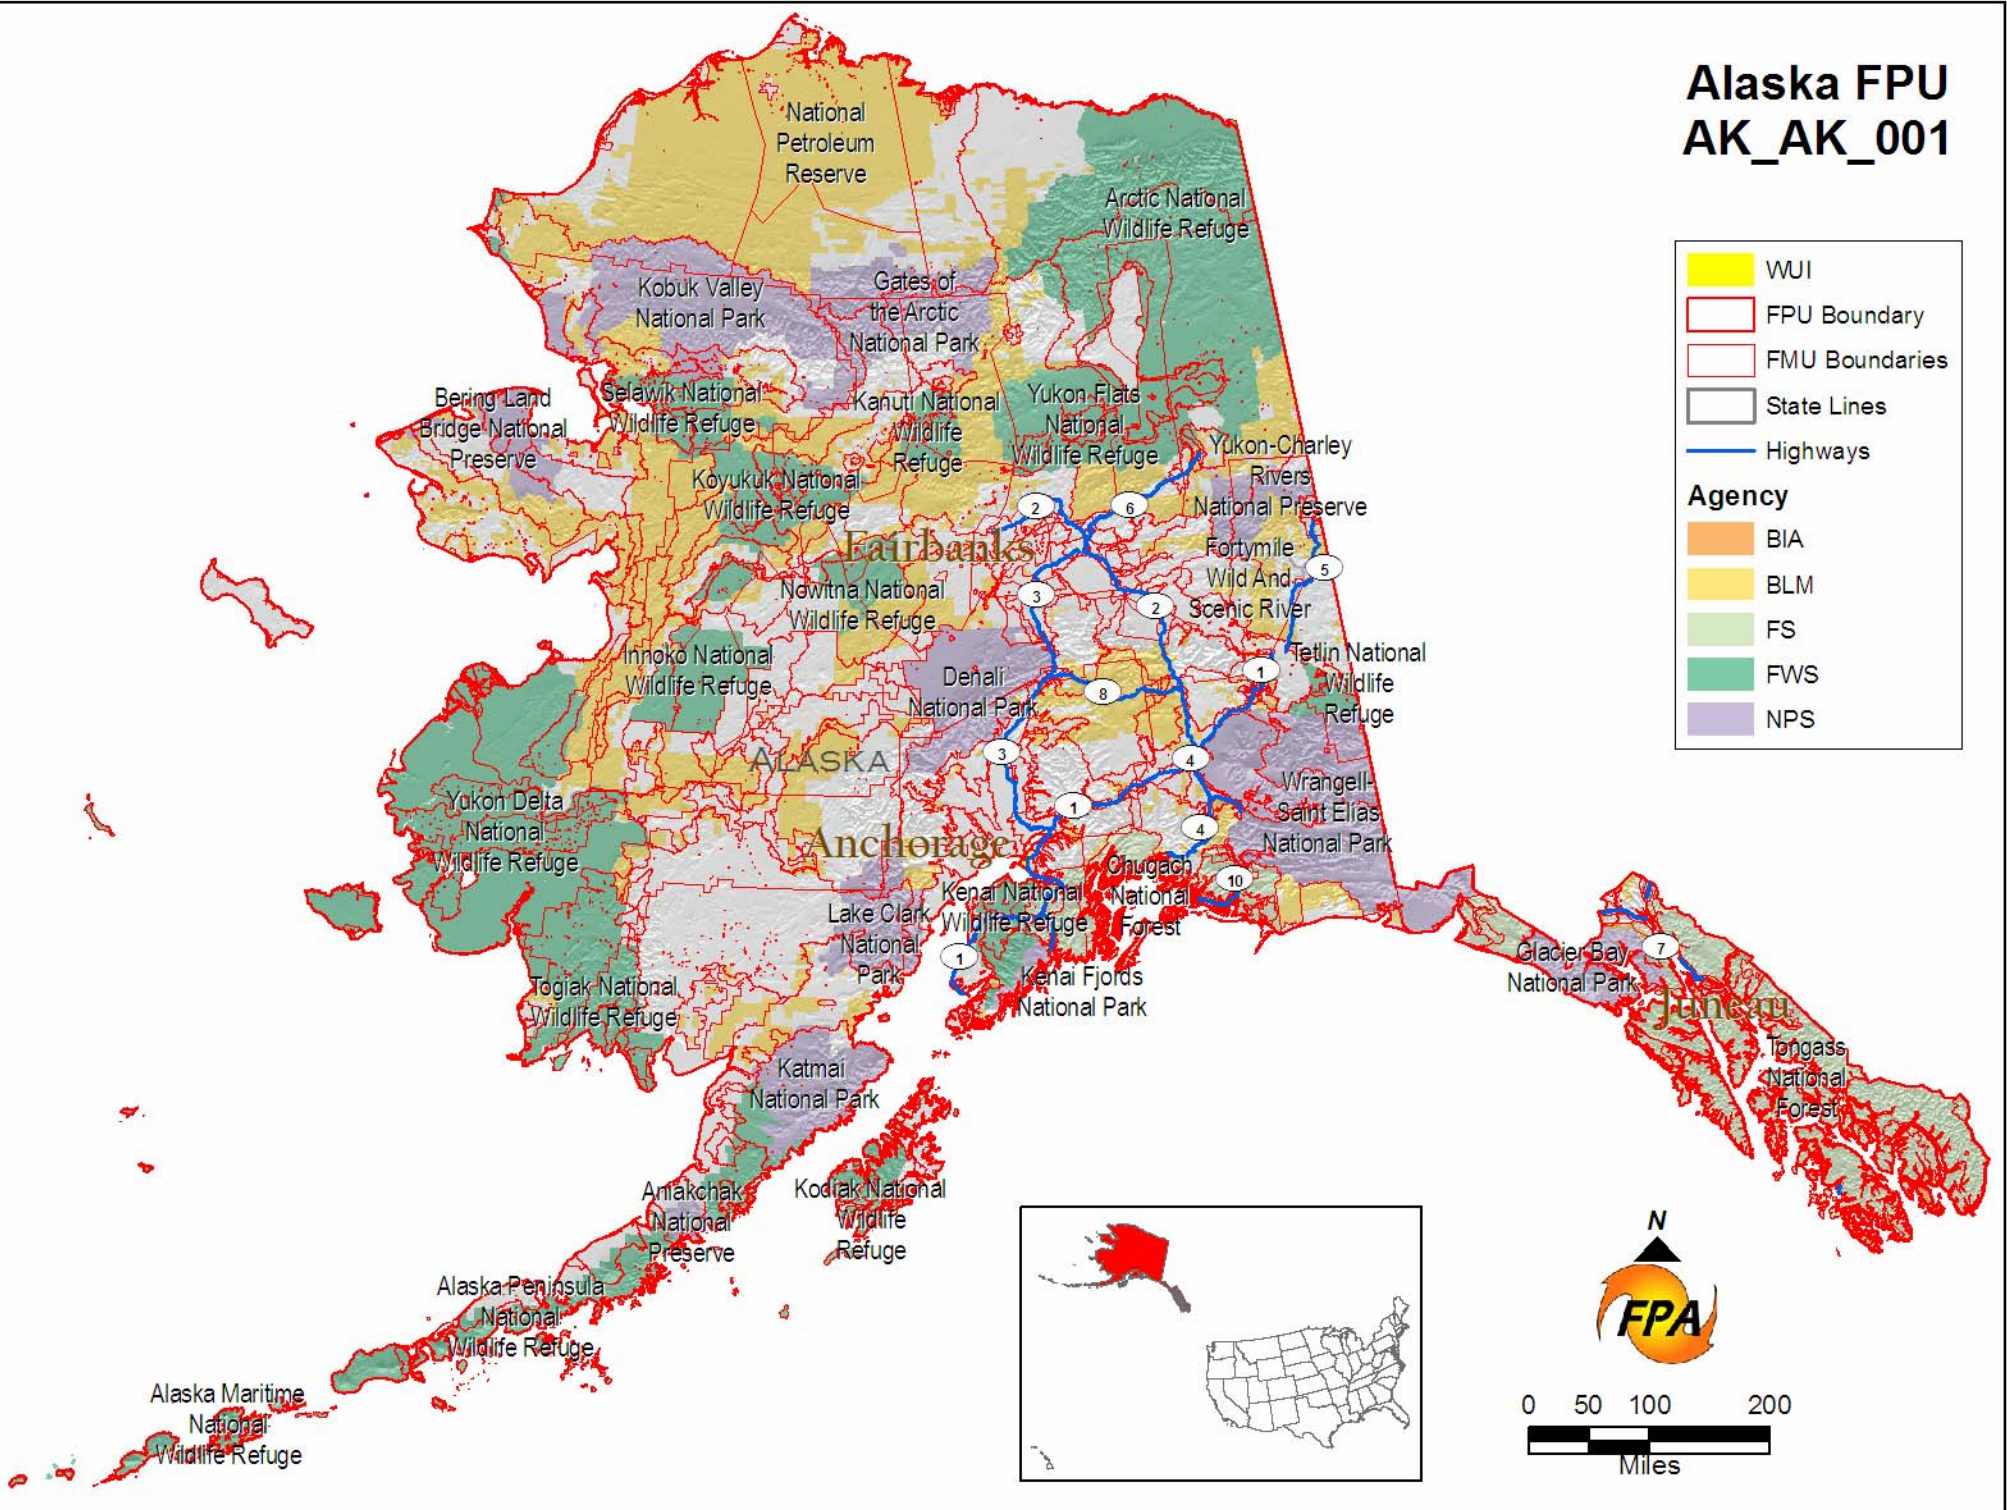 Alaska FPU
AK_AK_001
National
Petroleum
Reserve
Arctic National
Wildlife Refuge
Kobuk Valley
National Park
Gates of
the Arctic
National Park
Bering Land
Bridge National
Preserve
Selawik National
Wildlife Refuge
Kanuti National
Wildlife
Refuge
Yukon Flats
National
Wildlife Refuge
Koyukuk National
Wildlife Refuge
Yukon-Charley
Rivers
National Preserve
2
6
Fairbanks
Fortymile
Wild And
Scenic River
5
Nowitna National
Wildlife Refuge
3
2
Innoko National
Wildlife Refuge
Denali
National Park
8
1
Tetlin National
Wildlife
Refuge
ALASKA
3
4
Yukon Delta
National
Wildlife Refuge
Anchorage
1
4
Wrangell-
Saint Elias
National Park
Chugach
National
Forest
10
Kenai National
Wildlife Refuge
Lake Clark
National
Park
1
Kenai Fjords
National Park
Togiak National
Wildlife Refuge
Glacier Bay
National Park
7
Juneau
Tongass
National
Forest
Katmai
National Park
Aniakchak
National
Preserve
Kodiak National
Wildlife
Refuge
Alaska Peninsula
National
Wildlife Refuge
Alaska Maritime
National
Wildlife Refuge
WUI
FPU Boundary
FMU Boundaries
State Lines
Highways
Agency
BIA
BLM
FS
FWS
NPS
N
FPA
0 50 100 200
Miles